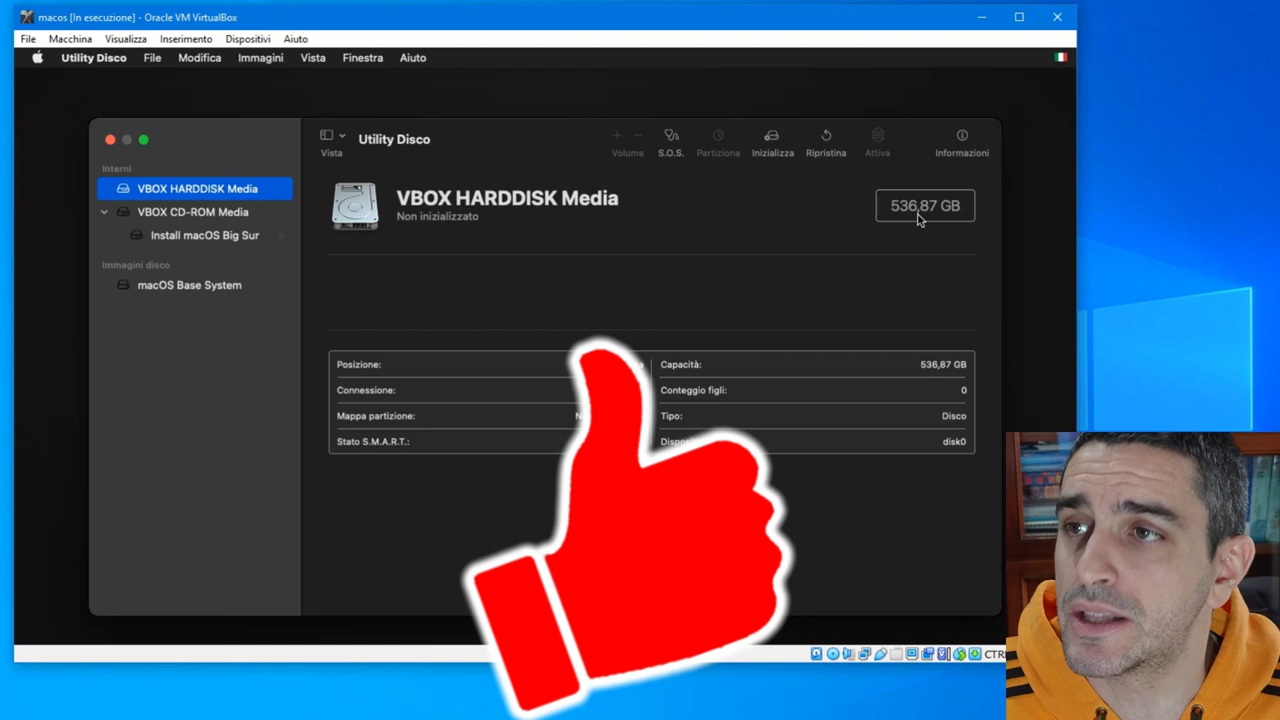 macos [In esecuzione] - Oracle VM VirtualBox
File Macchina Visualizza Inserimento Dispositivi Aiuto
Utility Disco File Modifica Immagini Vista Finestra Aiuto
Utility Disco
Vista
Volume S.O.S. Partiziona Inizializza Ripristina Attiva Informazioni
Interni
VBOX HARDDISK Media
VBOX CD-ROM Media
Install macOS Big Sur
Immagini disco
macOS Base System
VBOX HARDDISK Media
Non inizializzato
536,87 GB
Posizione:
Capacità: 536,87 GB
Connessione:
Conteggio figli: 0
Mappa partizione:
Tipo: Disco
Stato S.M.A.R.T.:
disk0